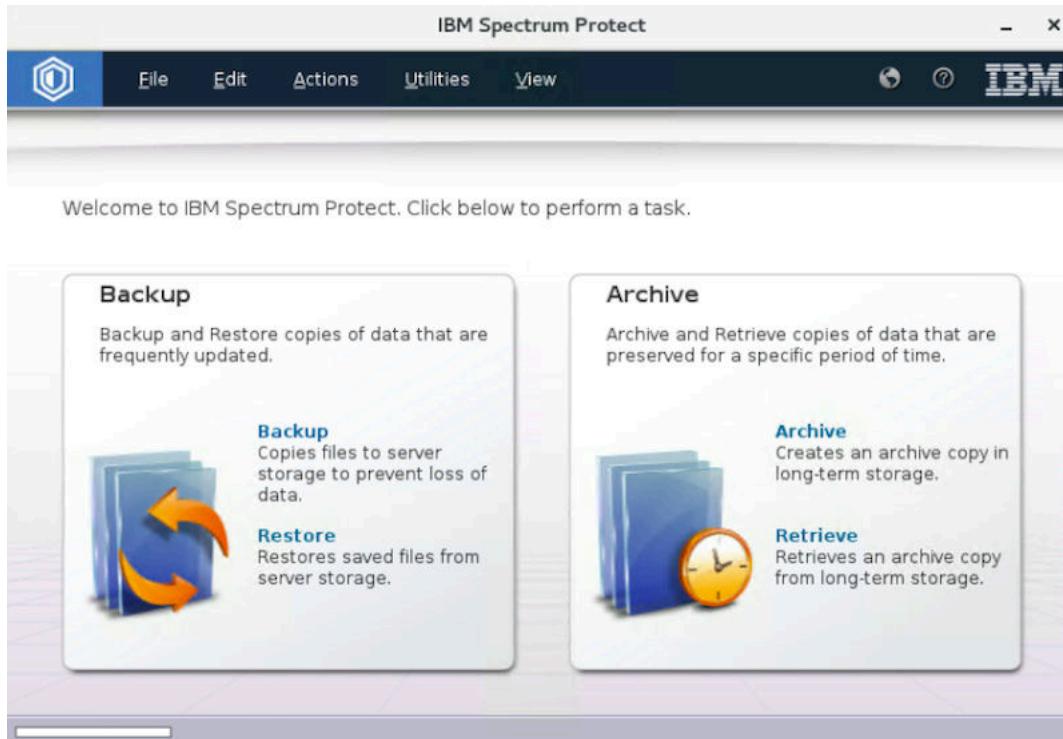 IBM Spectrum Protect
File Edit Actions Utilities View IBM
Welcome to IBM Spectrum Protect. Click below to perform a task.
Backup
Backup and Restore copies of data that are
frequently updated.
Backup
Copies files to server
storage to prevent loss of
data.
Restore
Restores saved files from
server storage.
Archive
Archive and Retrieve copies of data that are
preserved for a specific period of time.
Archive
Creates an archive copy in
long-term storage.
Retrieve
Retrieves an archive copy
from long-term storage.